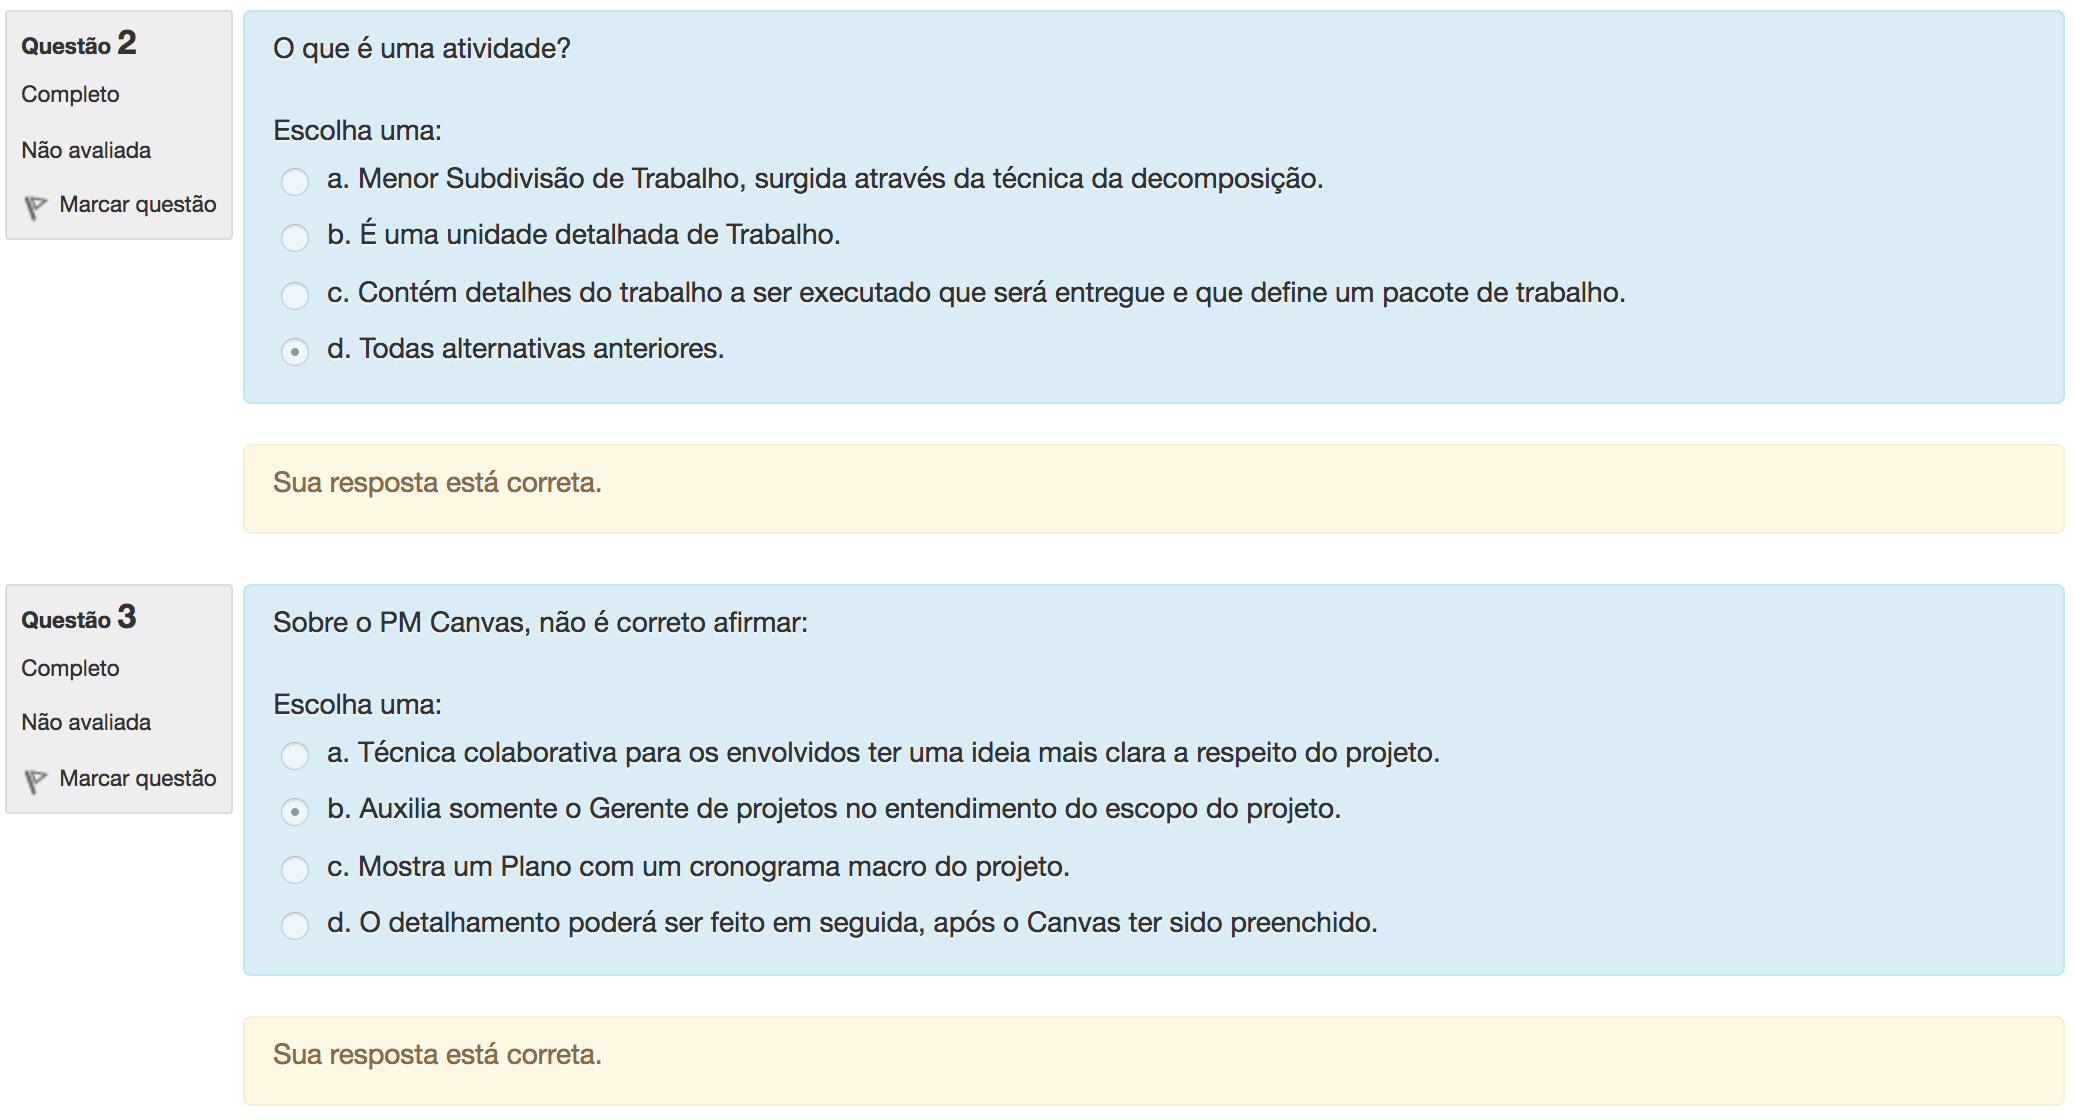 Questão 2
Completo
Não avaliada
Marcar questão
O que é uma atividade?
Escolha uma:
a. Menor Subdivisão de Trabalho, surgida através da técnica da decomposição.
b. É uma unidade detalhada de Trabalho.
c. Contém detalhes do trabalho a ser executado que será entregue e que define um pacote de trabalho.
d. Todas alternativas anteriores.
Sua resposta está correta.
Questão 3
Completo
Não avaliada
Marcar questão
Sobre o PM Canvas, não é correto afirmar:
Escolha uma:
a. Técnica colaborativa para os envolvidos ter uma ideia mais clara a respeito do projeto.
b. Auxilia somente o Gerente de projetos no entendimento do escopo do projeto.
c. Mostra um Plano com um cronograma macro do projeto.
d. O detalhamento poderá ser feito em seguida, após o Canvas ter sido preenchido.
Sua resposta está correta.